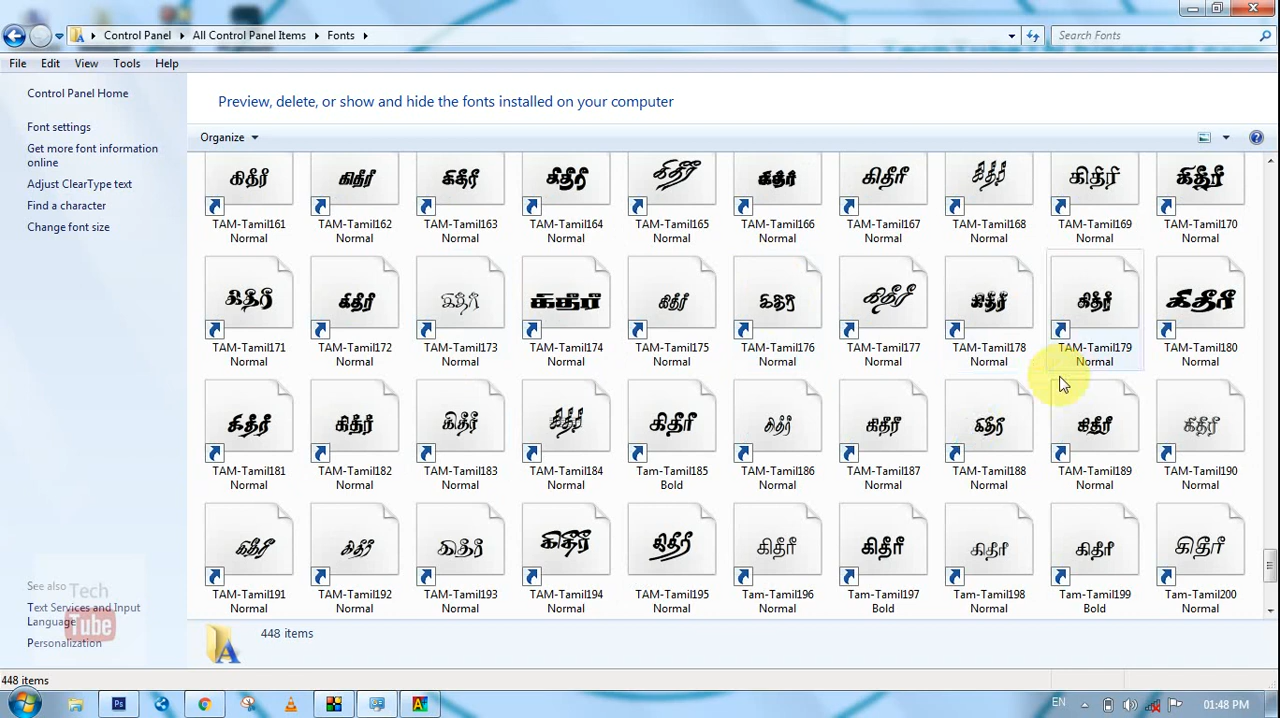 Control Panel All Control Panel Items Fonts Search Fonts
File Edit View Tools Help
Control Panel Home
Font settings
Get more font information
online
Adjust ClearType text
Find a character
Change font size
Preview, delete, or show and hide the fonts installed on your computer
Organize
கிதீரீ கிதீரீ கிதீரீ கிதீரீ கிதீரீ கிதீரீ கிதீரீ கிதீரீ கிதிரி கிதீரீ
TAM-Tamil161 TAM-Tamil162 TAM-Tamil163 TAM-Tamil164 TAM-Tamil165 TAM-Tamil166 TAM-Tamil167 TAM-Tamil168 TAM-Tamil169 TAM-Tamil170
Normal Normal Normal Normal Normal Normal Normal Normal Normal Normal
கிதீரீ கிதீரீ கிதீரீ கிதீரீ கிதீரீ கிதீரீ கிதீரீ கிதீரீ கிதீரீ கிதீரீ
TAM-Tamil171 TAM-Tamil172 TAM-Tamil173 TAM-Tamil174 TAM-Tamil175 TAM-Tamil176 TAM-Tamil177 TAM-Tamil178 TAM-Tamil179 TAM-Tamil180
Normal Normal Normal Normal Normal Normal Normal Normal Normal Normal
கிதீரீ கிதீரீ கிதீரீ கிதீரீ கிதீரீ கிதீரீ கிதீரீ கிதீரீ கிதீரீ கிதீரீ
TAM-Tamil181 TAM-Tamil182 TAM-Tamil183 TAM-Tamil184 Tam-Tamil185 TAM-Tamil186 TAM-Tamil187 TAM-Tamil188 TAM-Tamil189 TAM-Tamil190
Normal Normal Normal Normal Bold Normal Normal Normal Normal Normal
கிதீரீ கிதீரீ கிதீரீ கிதீரீ கிதீரீ கிதீரீ கிதீரீ கிதீரீ கிதீரீ கிதீரீ
TAM-Tamil191 TAM-Tamil192 TAM-Tamil193 TAM-Tamil194 TAM-Tamil195 Tam-Tamil196 Tam-Tamil197 Tam-Tamil198 Tam-Tamil199 Tam-Tamil200
Normal Normal Normal Normal Normal Normal Bold Normal Bold Normal
See also
Text Services and Input
Language
Personalization
Tech
Tube
448 items
448 items
Ps
EN 01:48 PM